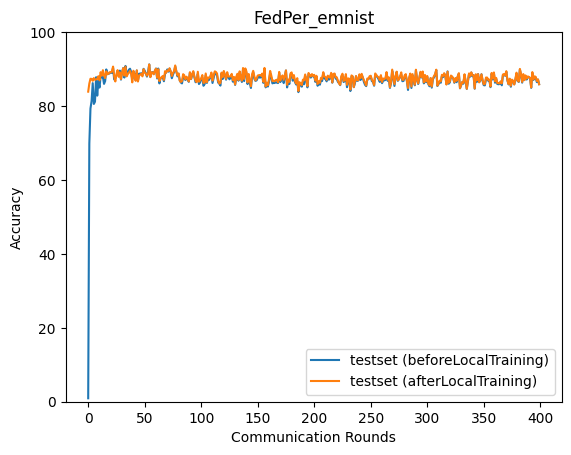 FedPer_emnist
100
80
60
40
20
0
Accuracy
0 50 100 150 200 250 300 350 400
Communication Rounds
testset (beforeLocalTraining)
testset (afterLocalTraining)